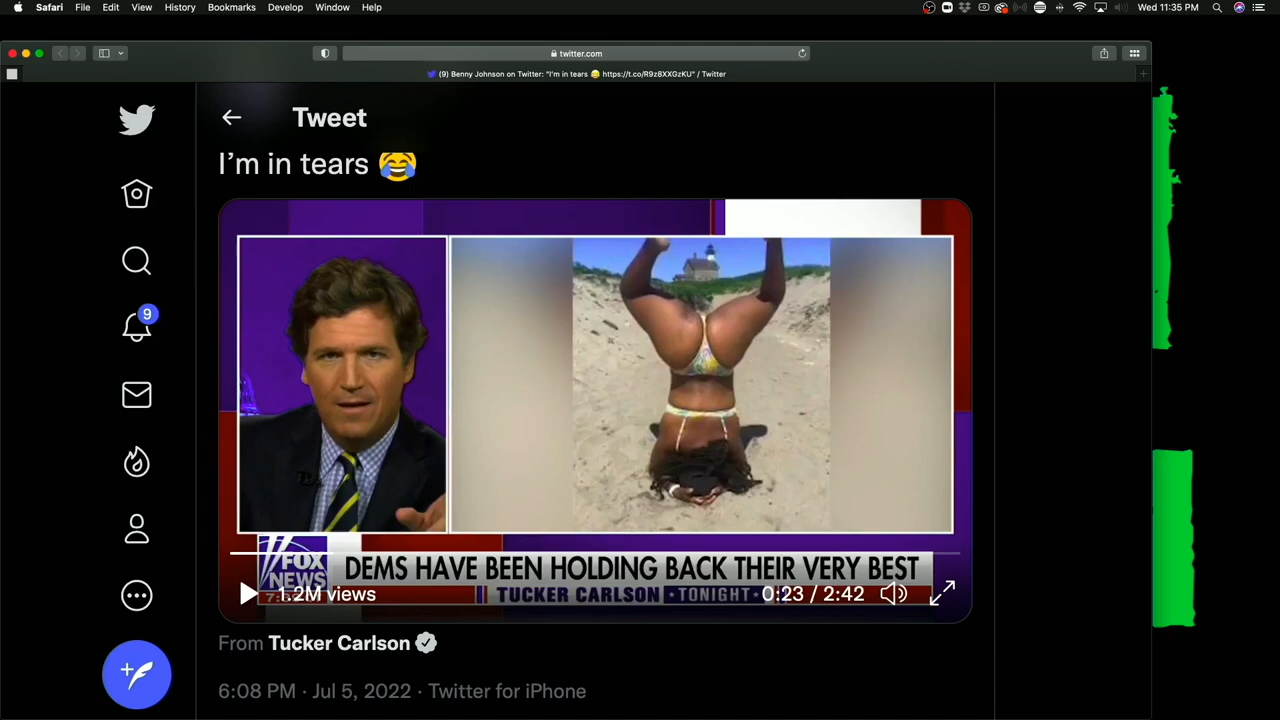 Safari File Edit View History Bookmarks Develop Window Help Wed 11:35 PM
twitter.com
(9) Benny Johnson on Twitter: "I'm in tears 😂 https://t.co/R9z8XXGzKU" / Twitter
Tweet
I'm in tears 😂
9
FOX
NEWS
DEMS HAVE BEEN HOLDING BACK THEIR VERY BEST
TUCKER CARLSON • TONIGHT •
1.2M views 0:23 / 2:42
From Tucker Carlson
6:08 PM · Jul 5, 2022 · Twitter for iPhone